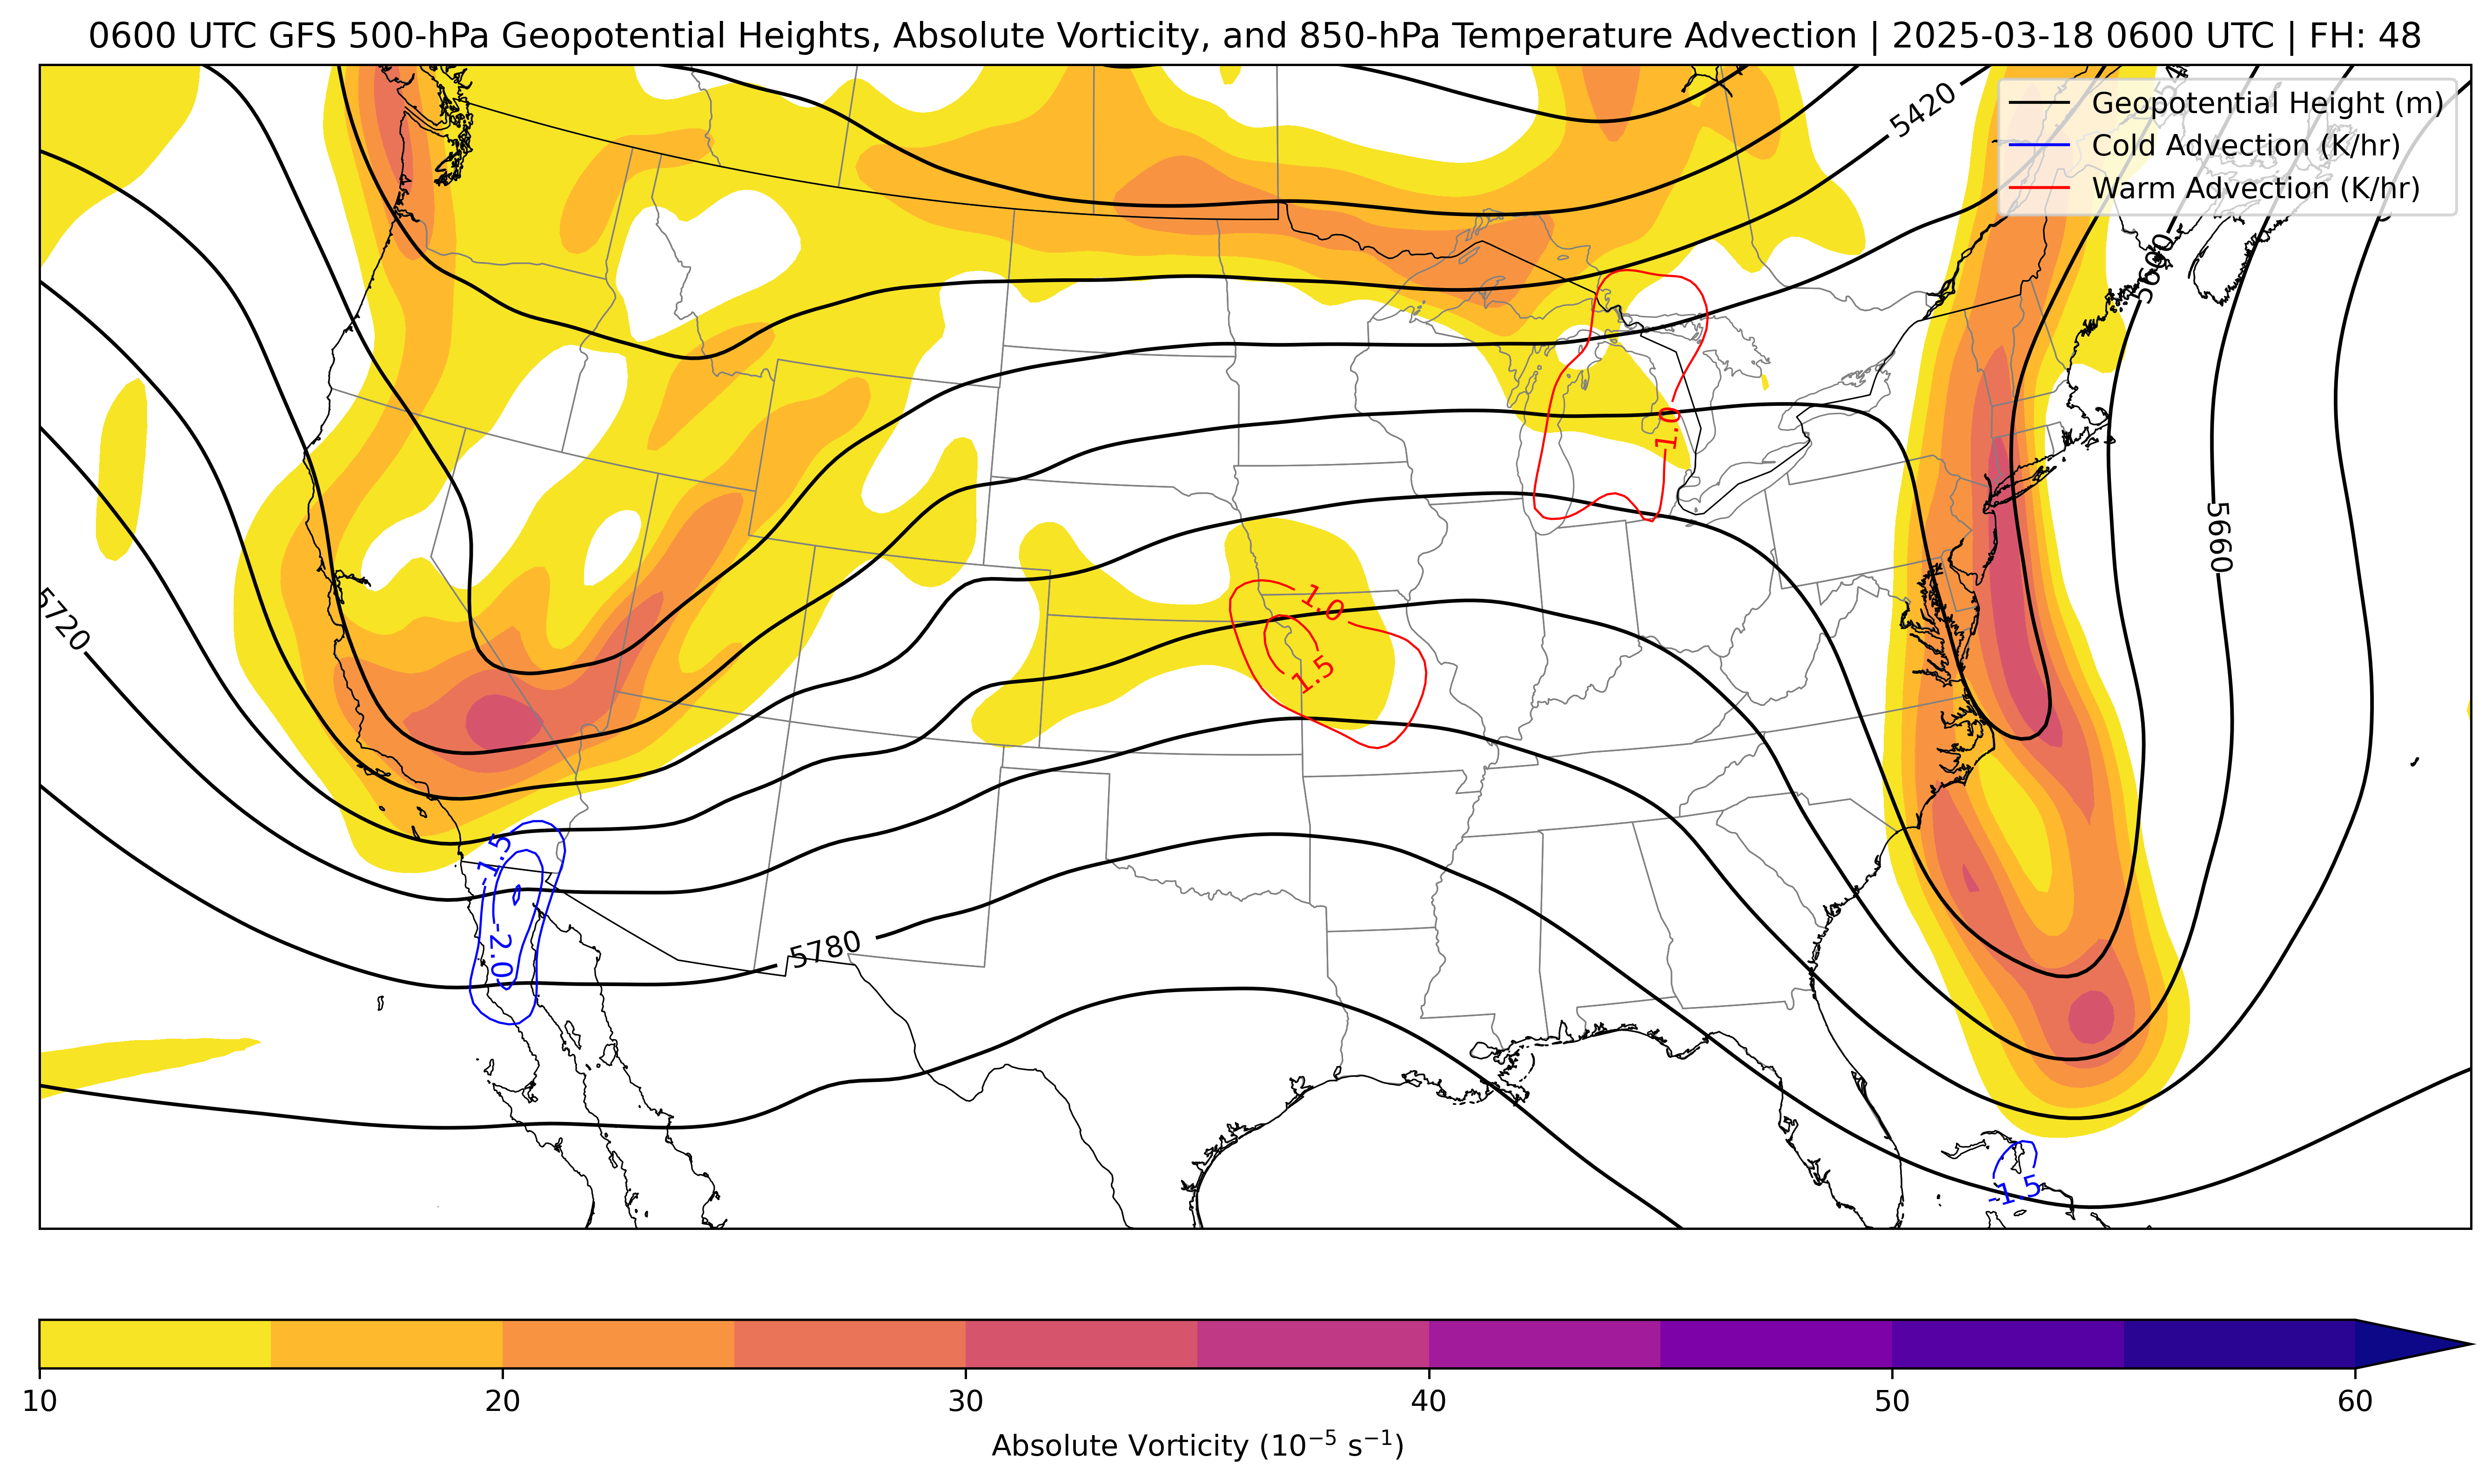 0600 UTC GFS 500-hPa Geopotential Heights, Absolute Vorticity, and 850-hPa Temperature Advection | 2025-03-18 0600 UTC | FH: 48
Geopotential Height (m)
Cold Advection (K/hr)
Warm Advection (K/hr)
5420
5600
5660
5720
5780
1.0
1.0
1.5
-1.5
-2.0
-1.5
10 20 30 40 50 60
Absolute Vorticity (10⁻⁵ s⁻¹)